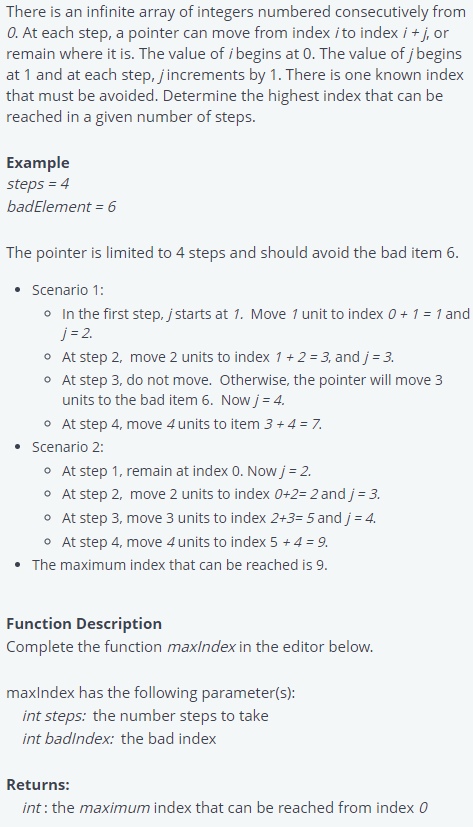 There is an infinite array of integers numbered consecutively from
0. At each step, a pointer can move from index i to index i + j, or
remain where it is. The value of i begins at 0. The value of j begins
at 1 and at each step, j increments by 1. There is one known index
that must be avoided. Determine the highest index that can be
reached in a given number of steps.
Example
steps = 4
badElement = 6
The pointer is limited to 4 steps and should avoid the bad item 6.
• Scenario 1:
○ In the first step, j starts at 1. Move 1 unit to index 0 + 1 = 1 and
j = 2.
○ At step 2, move 2 units to index 1 + 2 = 3, and j = 3.
○ At step 3, do not move. Otherwise, the pointer will move 3
units to the bad item 6. Now j = 4.
○ At step 4, move 4 units to item 3 + 4 = 7.
• Scenario 2:
○ At step 1, remain at index 0. Now j = 2.
○ At step 2, move 2 units to index 0+2= 2 and j = 3.
○ At step 3, move 3 units to index 2+3= 5 and j = 4.
○ At step 4, move 4 units to index 5 + 4 = 9.
• The maximum index that can be reached is 9.
Function Description
Complete the function maxIndex in the editor below.
maxIndex has the following parameter(s):
int steps: the number steps to take
int badIndex: the bad index
Returns:
int : the maximum index that can be reached from index 0